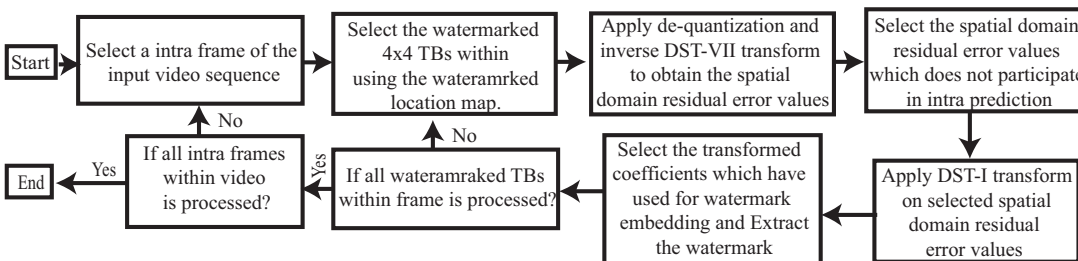 Start
Select a intra frame of the
input video sequence
Select the watermarked
4x4 TBs within
using the wateramrked
location map.
Apply de-quantization and
inverse DST-VII transform
to obtain the spatial
domain residual error values
Select the spatial domain
residual error values
which does not participate
in intra prediction
Apply DST-I transform
on selected spatial
domain residual
error values
Select the transformed
coefficients which have
used for watermark
embedding and Extract
the watermark
If all wateramraked TBs
within frame is processed?
No
Yes
If all intra frames
within video
is processed?
No
Yes
End